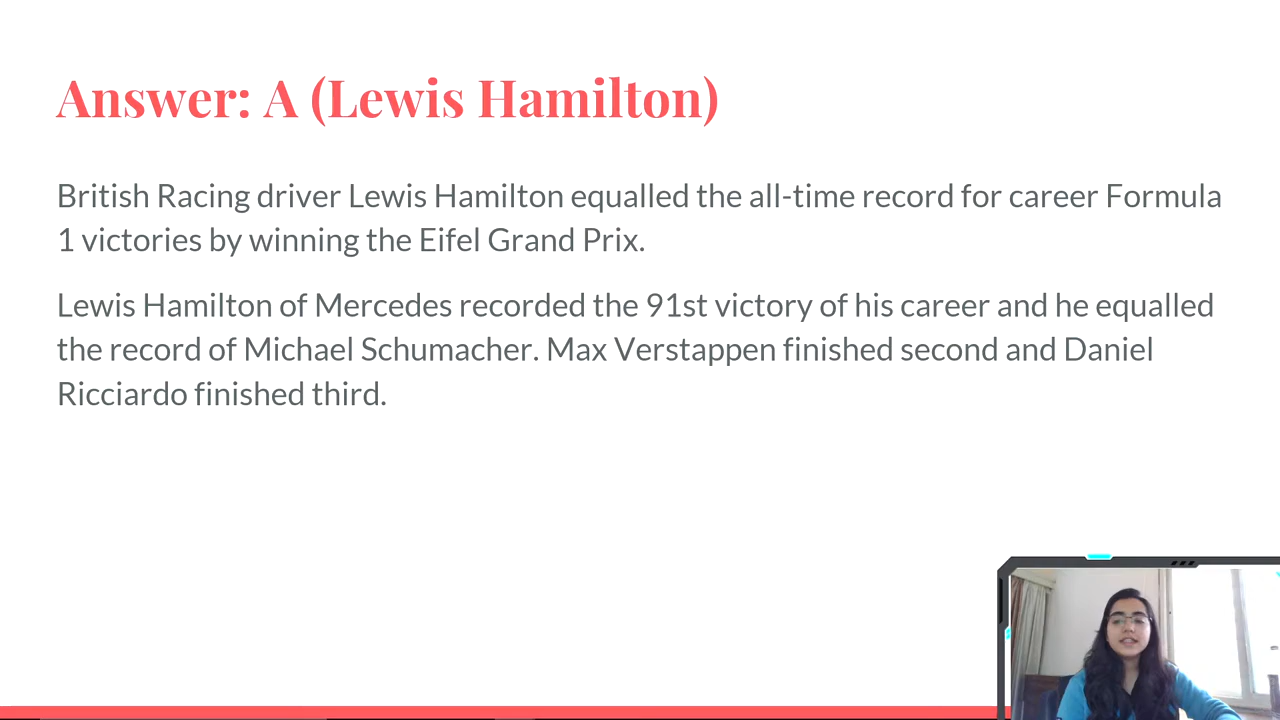 Answer: A (Lewis Hamilton)
British Racing driver Lewis Hamilton equalled the all-time record for career Formula
1 victories by winning the Eifel Grand Prix.
Lewis Hamilton of Mercedes recorded the 91st victory of his career and he equalled
the record of Michael Schumacher. Max Verstappen finished second and Daniel
Ricciardo finished third.